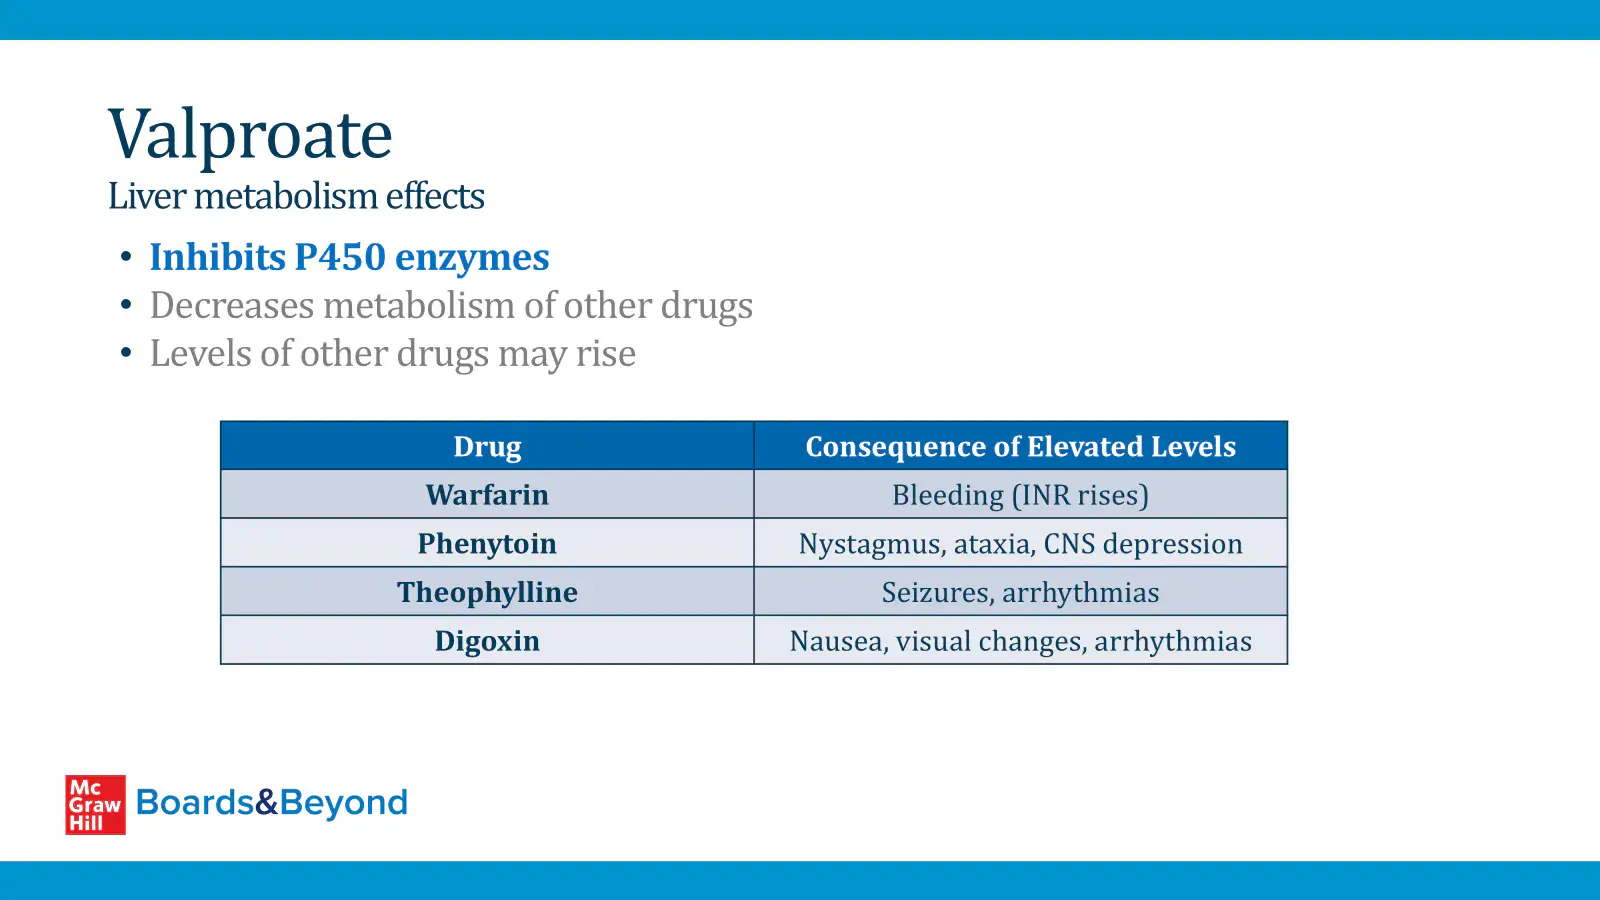 Valproate
Liver metabolism effects
• Inhibits P450 enzymes
• Decreases metabolism of other drugs
• Levels of other drugs may rise
Drug Consequence of Elevated Levels
Warfarin Bleeding (INR rises)
Phenytoin Nystagmus, ataxia, CNS depression
Theophylline Seizures, arrhythmias
Digoxin Nausea, visual changes, arrhythmias
Mc
Graw
Hill
Boards&Beyond